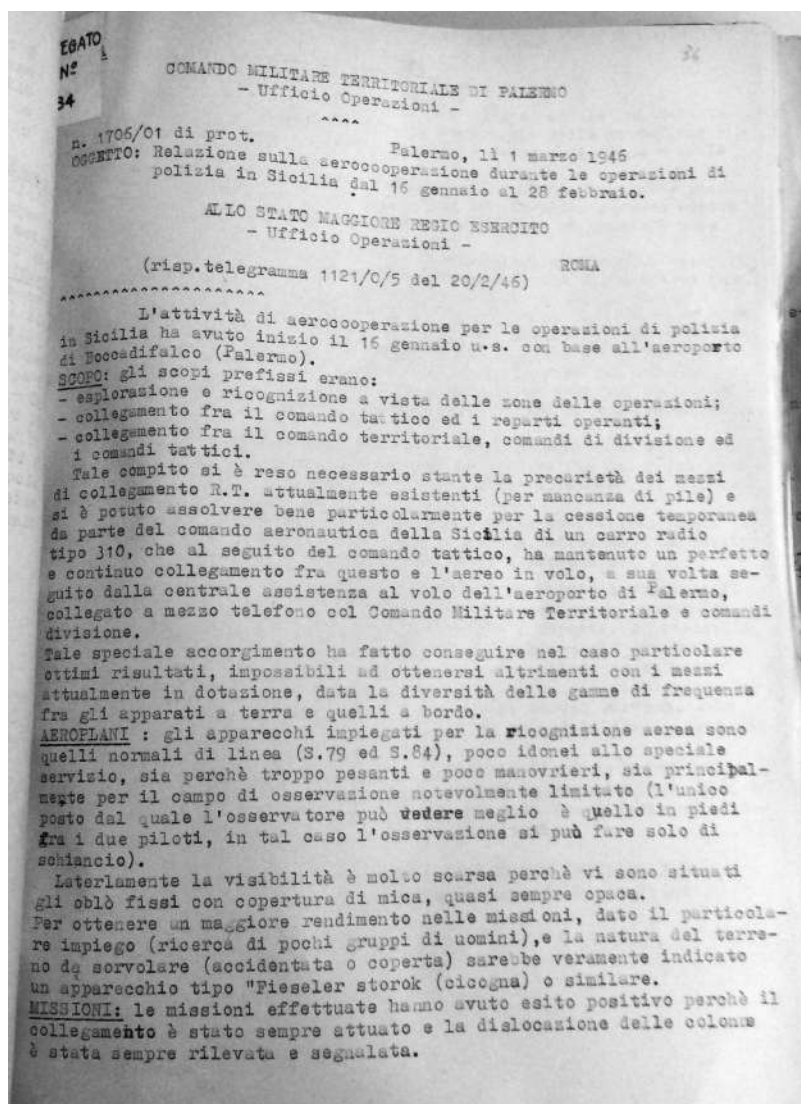 EGATO
Nº
34
36
COMANDO MILITARE TERRITORIALE DI PALERMO
- Ufficio Operazioni -
^^^^
n. 1706/01 di prot.
Palermo, lì 1 marzo 1946
OGGETTO: Relazione sulla aerocooperazione durante le operazioni di
polizia in Sicilia dal 16 gennaio al 28 febbraio.
ALLO STATO MAGGIORE REGIO ESERCITO
- Ufficio Operazioni -
ROMA
(risp.telegramma 1121/C/5 del 20/2/46)
^^^^^^^^^^^^^^^^^^^^^
L'attività di aerocooperazione per le operazioni di polizia
in Sicilia ha avuto inizio il 16 gennaio u.s. con base all'aeroporto
di Boccadifalco (Palermo).
SCOPO: gli scopi prefissi erano:
- esplorazione e ricognizione a vista delle zone delle operazioni;
- collegamento fra il comando tattico ed i reparti operanti;
- collegamento fra il comando territoriale, comandi di divisione ed
i comandi tattici.
Tale compito si è reso necessario stante la precarietà dei mezzi
di collegamento R.T. attualmente esistenti (per mancanza di pile) e
si è potuto assolvere bene particolarmente per la cessione temporanea
da parte del comando aeronautica della Sicilia di un carro radio
tipo 310, che al seguito del comando tattico, ha mantenuto un perfetto
e continuo collegamento fra questo e l'aereo in volo, a sua volta se-
guito dalla centrale assistenza al volo dell'aeroporto di Palermo,
collegato a mezzo telefono col Comando Militare Territoriale e comandi
divisione.
Tale speciale accorgimento ha fatto conseguire nel caso particolare
ottimi risultati, impossibili ad ottenersi altrimenti con i mezzi
attualmente in dotazione, data la diversità delle gamme di frequenza
fra gli apparati a terra e quelli a bordo.
AEROPLANI : gli apparecchi impiegati per la ricognizione aerea sono
quelli normali di linea (S.79 ed S.84), poco idonei allo speciale
servizio, sia perchè troppo pesanti e poco manovrieri, sia principal-
mente per il campo di osservazione notevolmente limitato (l'unico
posto dal quale l'osservatore può vedere meglio è quello in piedi
fra i due piloti, in tal caso l'osservazione si può fare solo di
schiancio).
Laterlamente la visibilità è molto scarsa perchè vi sono situati
gli oblò fissi con copertura di mica, quasi sempre opaca.
Per ottenere un maggiore rendimento nelle missioni, dato il particola-
re impiego (ricerca di pochi gruppi di uomini),e la natura del terre-
no da sorvolare (accidentata o coperta) sarebbe veramente indicato
un apparecchio tipo "Fieseler storok (cicogna) o similare.
MISSIONI: le missioni effettuate hanno avuto esito positivo perchè il
collegamento è stato sempre attuato e la dislocazione delle colonne
è stata sempre rilevata e segnalata.